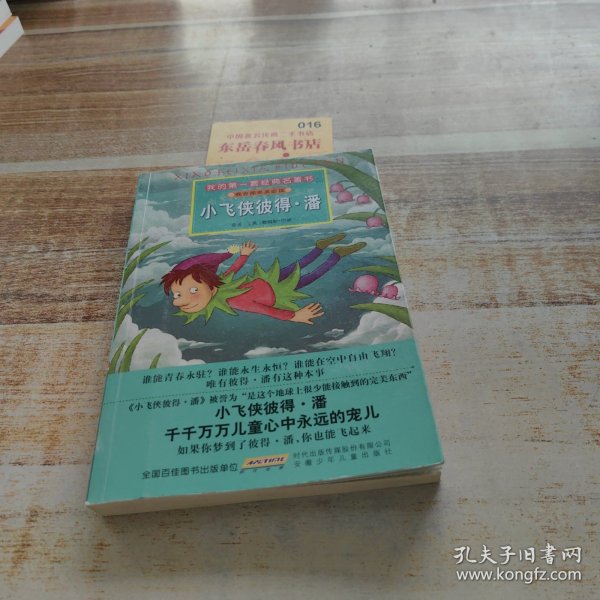 016
中国北方汉画二手书店
东岳春风书店
我的第一套经典名著书
小飞侠彼得·潘
谁能青春永驻？谁能永生永恒？谁能在空中自由飞翔？
唯有彼得·潘有这种本事
《小飞侠彼得·潘》被誉为“是这个地球上很少能接触到的完美东西”
小飞侠彼得·潘
千千万万儿童心中永远的宠儿
如果你梦到了彼得·潘，你也能飞起来
全国百佳图书出版单位
时代出版传媒股份有限公司
安徽少年儿童出版社
孔夫子旧书网
www.kongfz.com